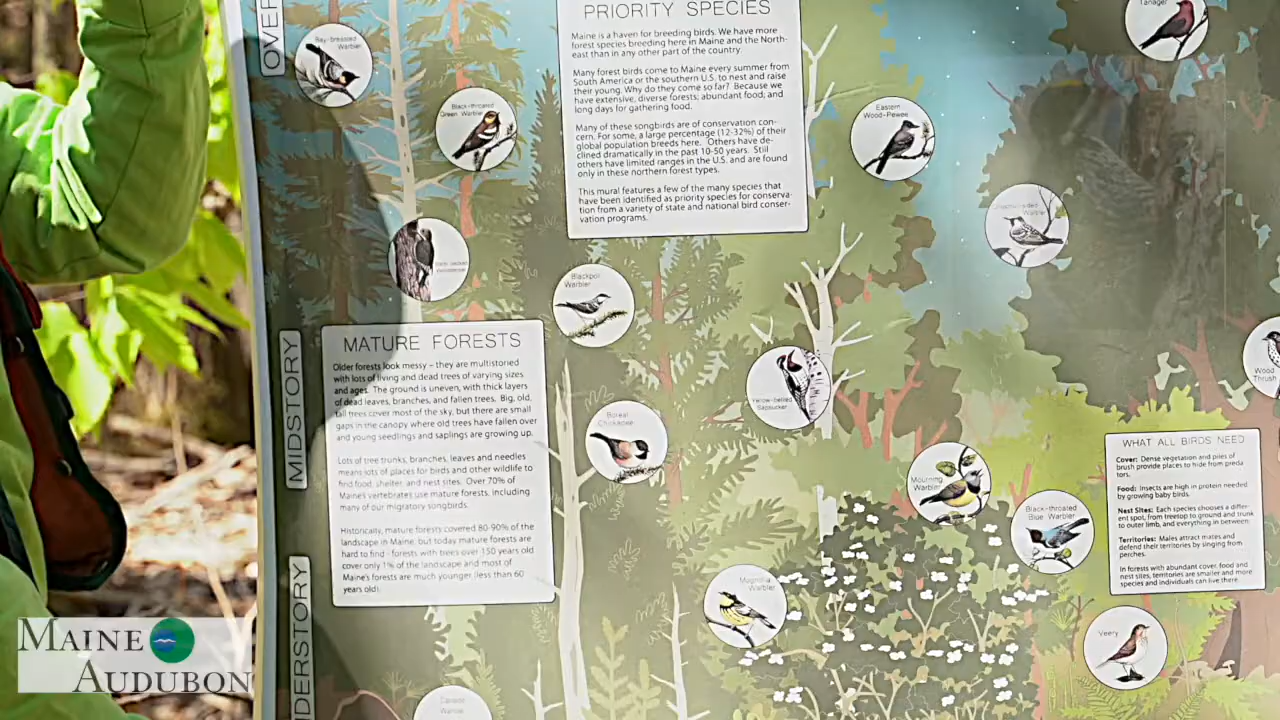 OVER
Bay-breasted
Warbler
Black-throated
Green Warbler
PRIORITY SPECIES
Maine is a haven for breeding birds. We have more
forest species breeding here in Maine and the North-
east than in any other part of the country.
Many forest birds come to Maine every summer from
South America or the southern U.S. to nest and raise
their young. Why do they come so far? Because we
have extensive, diverse forests; abundant food; and
long days for gathering food.
Many of these songbirds are of conservation con-
cern. For some, a large percentage (12-32%) of their
global population breeds here. Others have de-
clined dramatically in the past 10-50 years. Still
others have limited ranges in the U.S. and are found
only in these northern forest types.
This mural features a few of the many species that
have been identified as priority species for conserva-
tion from a variety of state and national bird conser-
vation programs.
Tanager
Eastern
Wood-Pewee
Warbler
Blackpoll
Warbler
Yellow-bellied
Sapsucker
Boreal
Chickadee
Wood
Thrush
MIDSTORY
MATURE FORESTS
Older forests look messy – they are multistoried
with lots of living and dead trees of varying sizes
and ages. The ground is uneven, with thick layers
of dead leaves, branches, and fallen trees. Big, old,
tall trees cover most of the sky, but there are small
gaps in the canopy where old trees have fallen over
and young seedlings and saplings are growing up.
Lots of tree trunks, branches, leaves and needles
means lots of places for birds and other wildlife to
find food, shelter, and nest sites. Over 70% of
Maine's vertebrates use mature forests, including
many of our migratory songbirds.
Historically, mature forests covered 80-90% of the
landscape in Maine, but today mature forests are
hard to find - forests with trees over 150 years old
cover only 1% of the landscape and most of
Maine's forests are much younger (less than 60
years old).
Mourning
Warbler
Black-throated
Blue Warbler
WHAT ALL BIRDS NEED
Cover: Dense vegetation and piles of
brush provide places to hide from preda
tors.
Food: Insects are high in protein needed
by growing baby birds.
Nest Sites: Each species chooses a differ-
ent spot, from treetop to ground and trunk
to outer limb, and everything in between
Territories: Males attract mates and
defend their territories by singing from
perches.
In forests with abundant cover, food and
nest sites, territories are smaller and more
species and individuals can live there.
Magnolia
Warbler
Veery
NDERSTORY
Canada
MAINE
AUDUBON